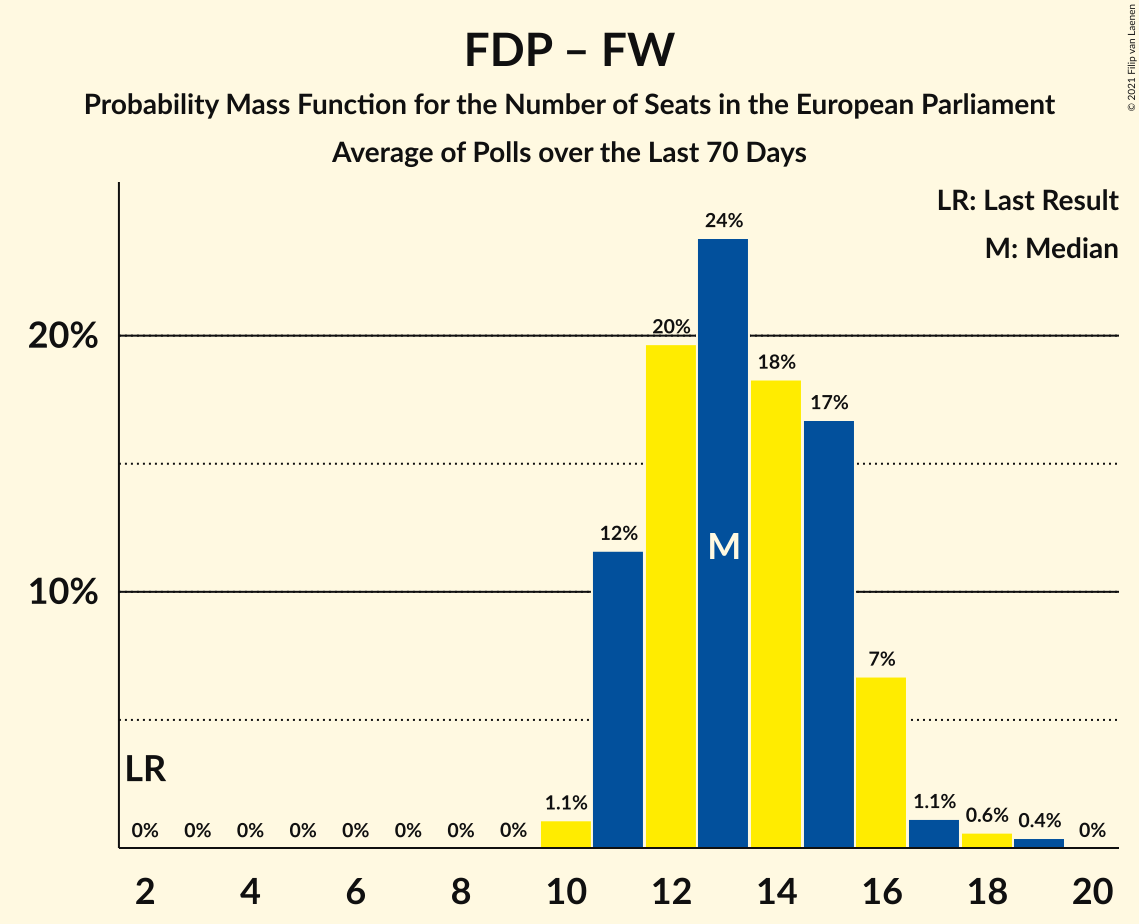 FDP – FW
Probability Mass Function for the Number of Seats in the European Parliament
Average of Polls over the Last 70 Days
© 2021 Filip van Laenen
LR: Last Result
M: Median
24%
20%
20%
18%
17%
12%
M
10%
7%
LR
1.1%
1.1%
0.6%
0.4%
0% 0% 0% 0% 0% 0% 0% 0% 0%
2 4 6 8 10 12 14 16 18 20